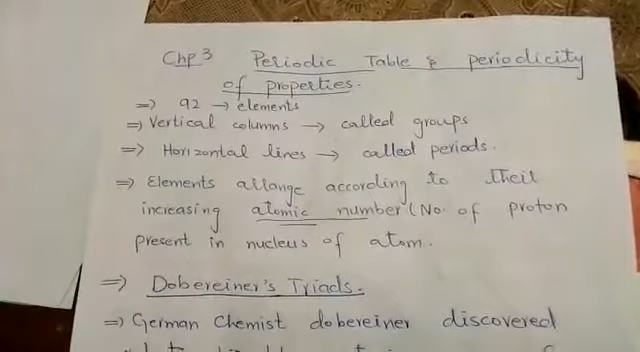 Chp 3 Periodic Table & periodicity
of properties.
=> 92 → elements
=> Vertical columns → called groups
=> Horizontal lines → called periods.
=> Elements allange according to their
increasing atomic number (No. of proton
present in nucleus of atom.
=> Dobereiner's Triads.
=> German Chemist dobereiner discovered